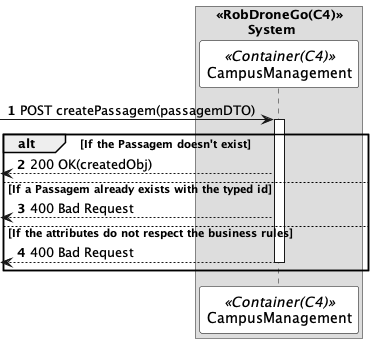 «RobDroneGo(C4)»
System
«Container(C4)»
CampusManagement
1 POST createPassagem(passagemDTO)
alt [If the Passagem doesn't exist]
2 200 OK(createdObj)
[If a Passagem already exists with the typed id]
3 400 Bad Request
[If the attributes do not respect the business rules]
4 400 Bad Request
«Container(C4)»
CampusManagement